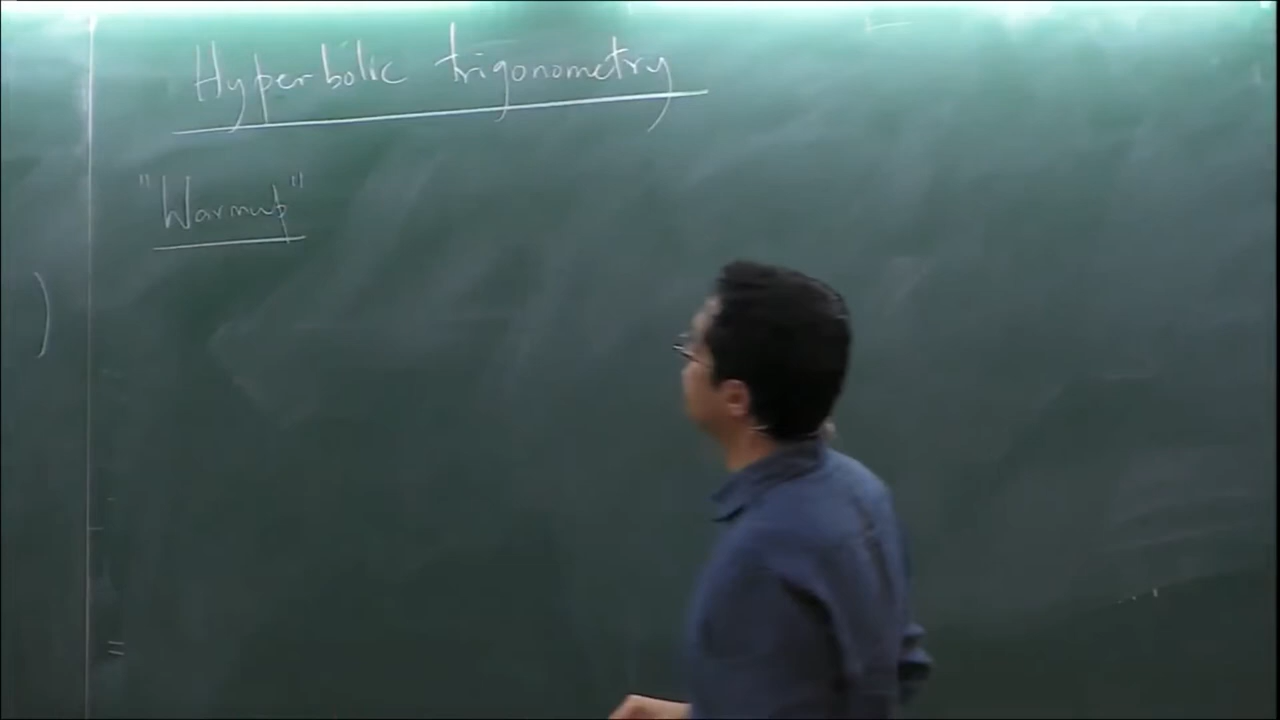 Hyperbolic trigonometry
"Warmup"
)
=